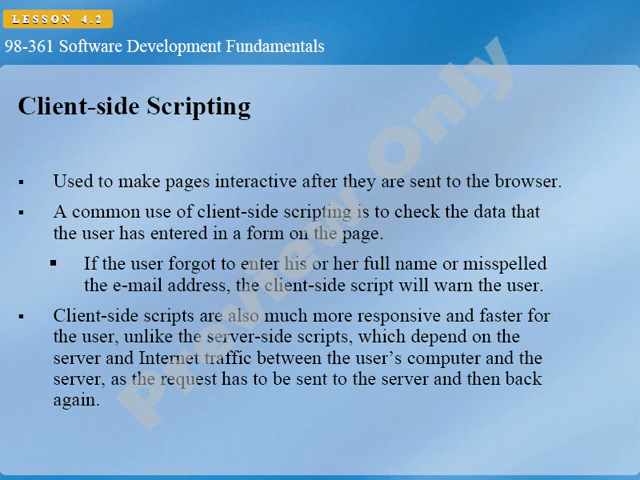 LESSON 4.2
98-361 Software Development Fundamentals
Client-side Scripting
▪ Used to make pages interactive after they are sent to the browser.
▪ A common use of client-side scripting is to check the data that
the user has entered in a form on the page.
▪ If the user forgot to enter his or her full name or misspelled
the e-mail address, the client-side script will warn the user.
▪ Client-side scripts are also much more responsive and faster for
the user, unlike the server-side scripts, which depend on the
server and Internet traffic between the user’s computer and the
server, as the request has to be sent to the server and then back
again.
Preview Only